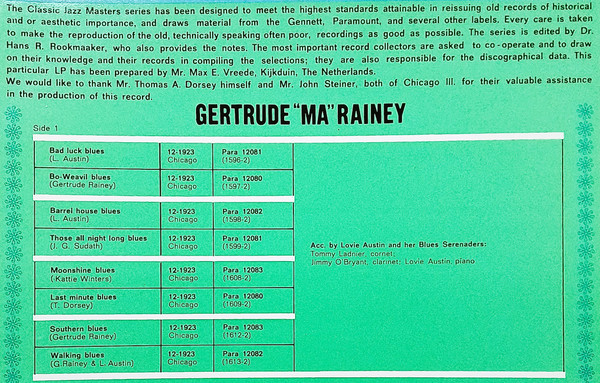 The Classic Jazz Masters series has been designed to meet the highest standards attainable in reissuing old records of historical
and or aesthetic importance, and draws material from the Gennett, Paramount, and several other labels. Every care is taken
to make the reproduction of the old, technically speaking often poor, recordings as good as possible. The series is edited by Dr.
Hans R. Rookmaaker, who also provides the notes. The most important record collectors are asked to co-operate and to draw
on their knowledge and their records in compiling the selections; they are also responsible for the discographical data. This
particular LP has been prepared by Mr. Max E. Vreede, Kijkduin, The Netherlands.
We would like to thank Mr. Thomas A. Dorsey himself and Mr. John Steiner, both of Chicago Ill. for their valuable assistance
in the production of this record.
GERTRUDE "MA" RAINEY
Side 1
Bad luck blues 12-1923 Para 12081
(L. Austin) Chicago (1596-2)
Bo-Weavil blues 12-1923 Para 12080
(Gertrude Rainey) Chicago (1597-2)
Barrel house blues 12-1923 Para 12082
(L. Austin) Chicago (1598-2)
Those all night long blues 12-1923 Para 12081
(J. G. Sudath) Chicago (1599-2)
Moonshine blues 12-1923 Para 12083
(Kattie Winters) Chicago (1608-2)
Last minute blues 12-1923 Para 12080
(T. Dorsey) Chicago (1609-2)
Southern blues 12-1923 Para 12083
(Gertrude Rainey) Chicago (1612-2)
Walking blues 12-1923 Para 12082
(G.Rainey & L. Austin) Chicago (1613-2)
Acc. by Lovie Austin and her Blues Serenaders:
Tommy Ladnier, cornet;
Jimmy O'Bryant, clarinet; Lovie Austin, piano